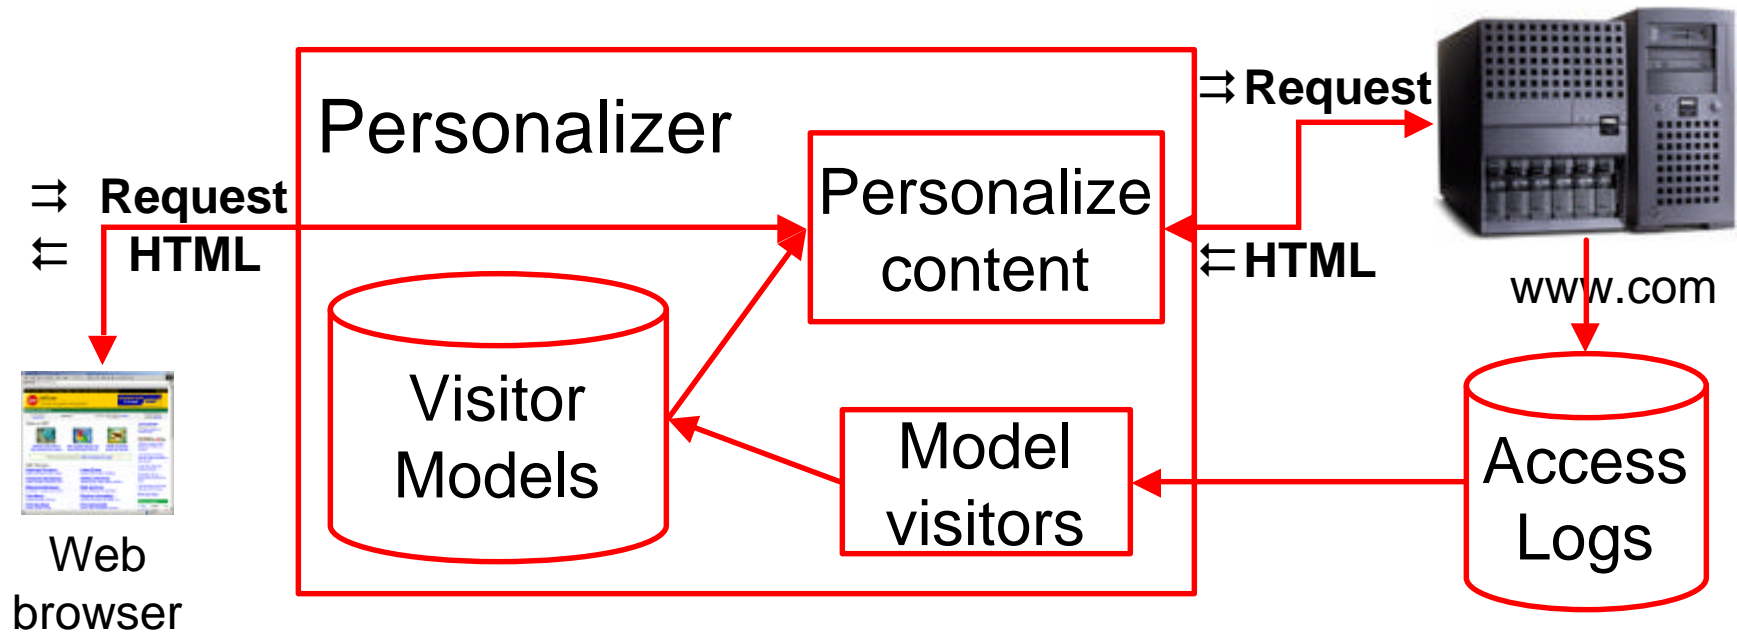 Personalizer
⇉ Request
⇇ HTML
Personalize
content
⇉ Request
⇇ HTML
www.com
Visitor
Models
Model
visitors
Access
Logs
Web
browser